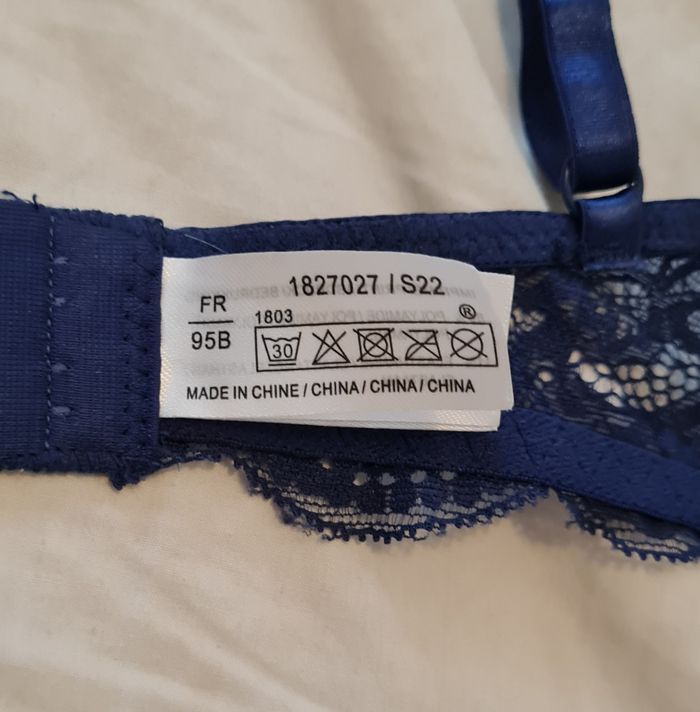 1827027 / S22
FR
95B
1803
®
30
MADE IN CHINE / CHINA / CHINA / CHINA